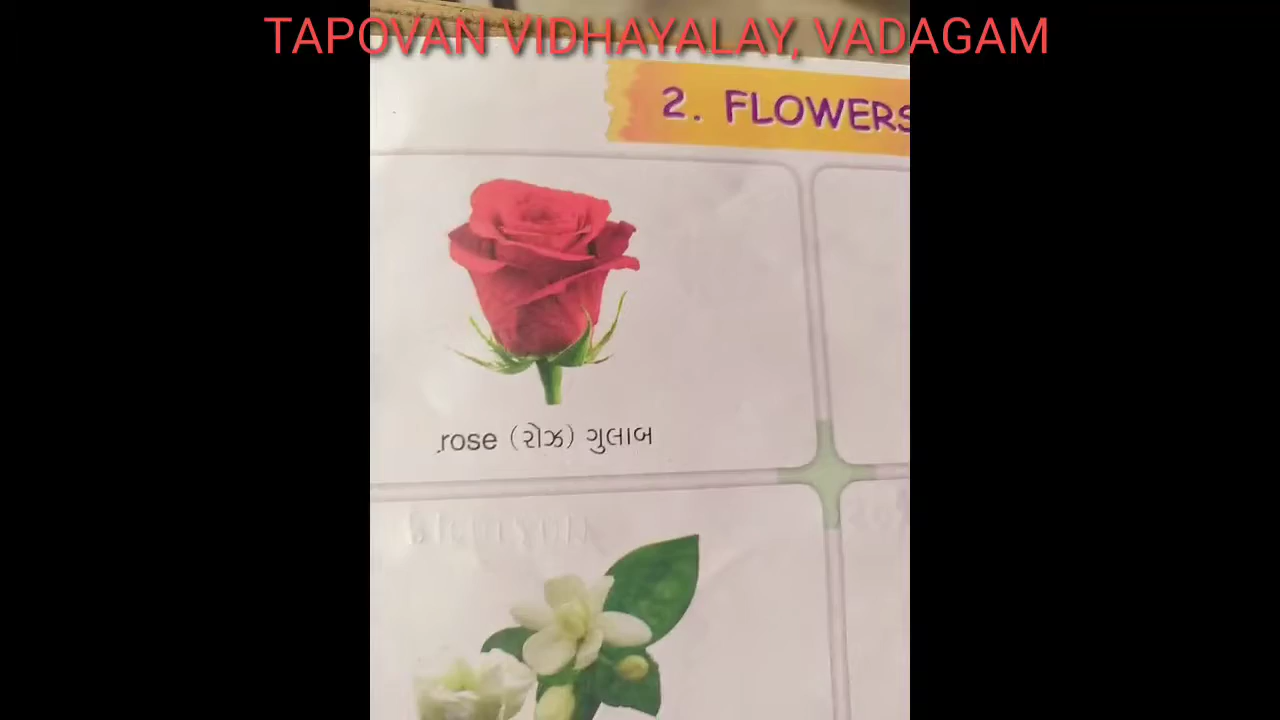 TAPOVAN VIDHAYALAY, VADAGAM
2. FLOWERS
rose (રોઝ) ગુલાબ